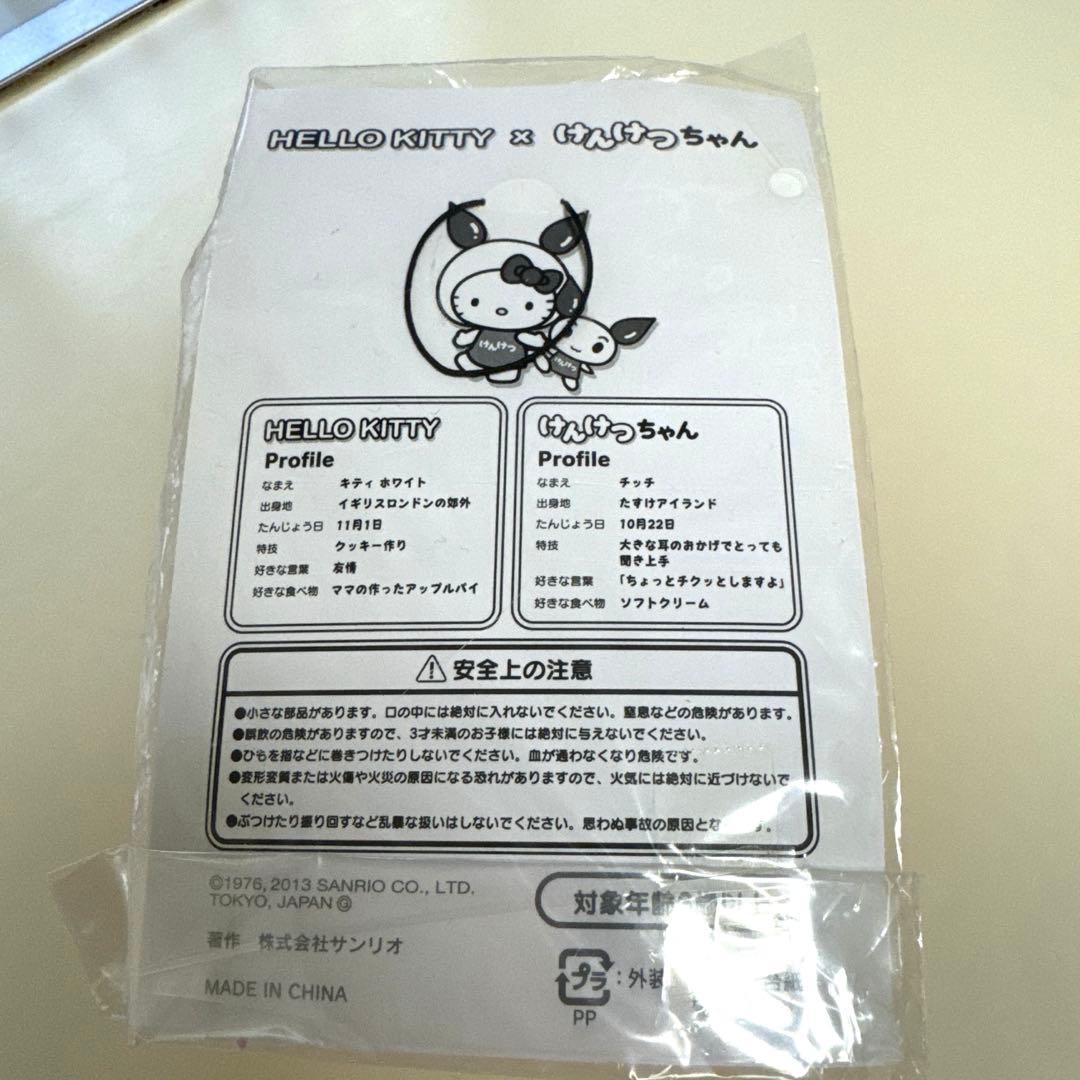 HELLO KITTY × けんけつちゃん
けんけつ
けんけつ
HELLO KITTY
Profile
なまえ キティ ホワイト
出身地 イギリスロンドンの郊外
たんじょう日 11月1日
特技 クッキー作り
好きな言葉 友情
好きな食べ物 ママの作ったアップルパイ
けんけつちゃん
Profile
なまえ チッチ
出身地 たすけアイランド
たんじょう日 10月22日
特技 大きな耳のおかげでとっても
聞き上手
好きな言葉 「ちょっとチクッとしますよ」
好きな食べ物 ソフトクリーム
安全上の注意
●小さな部品があります。口の中には絶対に入れないでください。窒息などの危険があります。
●誤飲の危険がありますので、3才未満のお子様には絶対に与えないでください。
●ひもを指などに巻きつけたりしないでください。血が通わなくなり危険です。
●変形変質または火傷や火災の原因になる恐れがありますので、火気には絶対に近づけないで
ください。
●ぶつけたり振り回すなど乱暴な扱いはしないでください。思わぬ事故の原因とな
©1976, 2013 SANRIO CO., LTD.
TOKYO, JAPAN Ⓖ
著作 株式会社サンリオ
MADE IN CHINA
対象年齢
プラ : 外装
PP